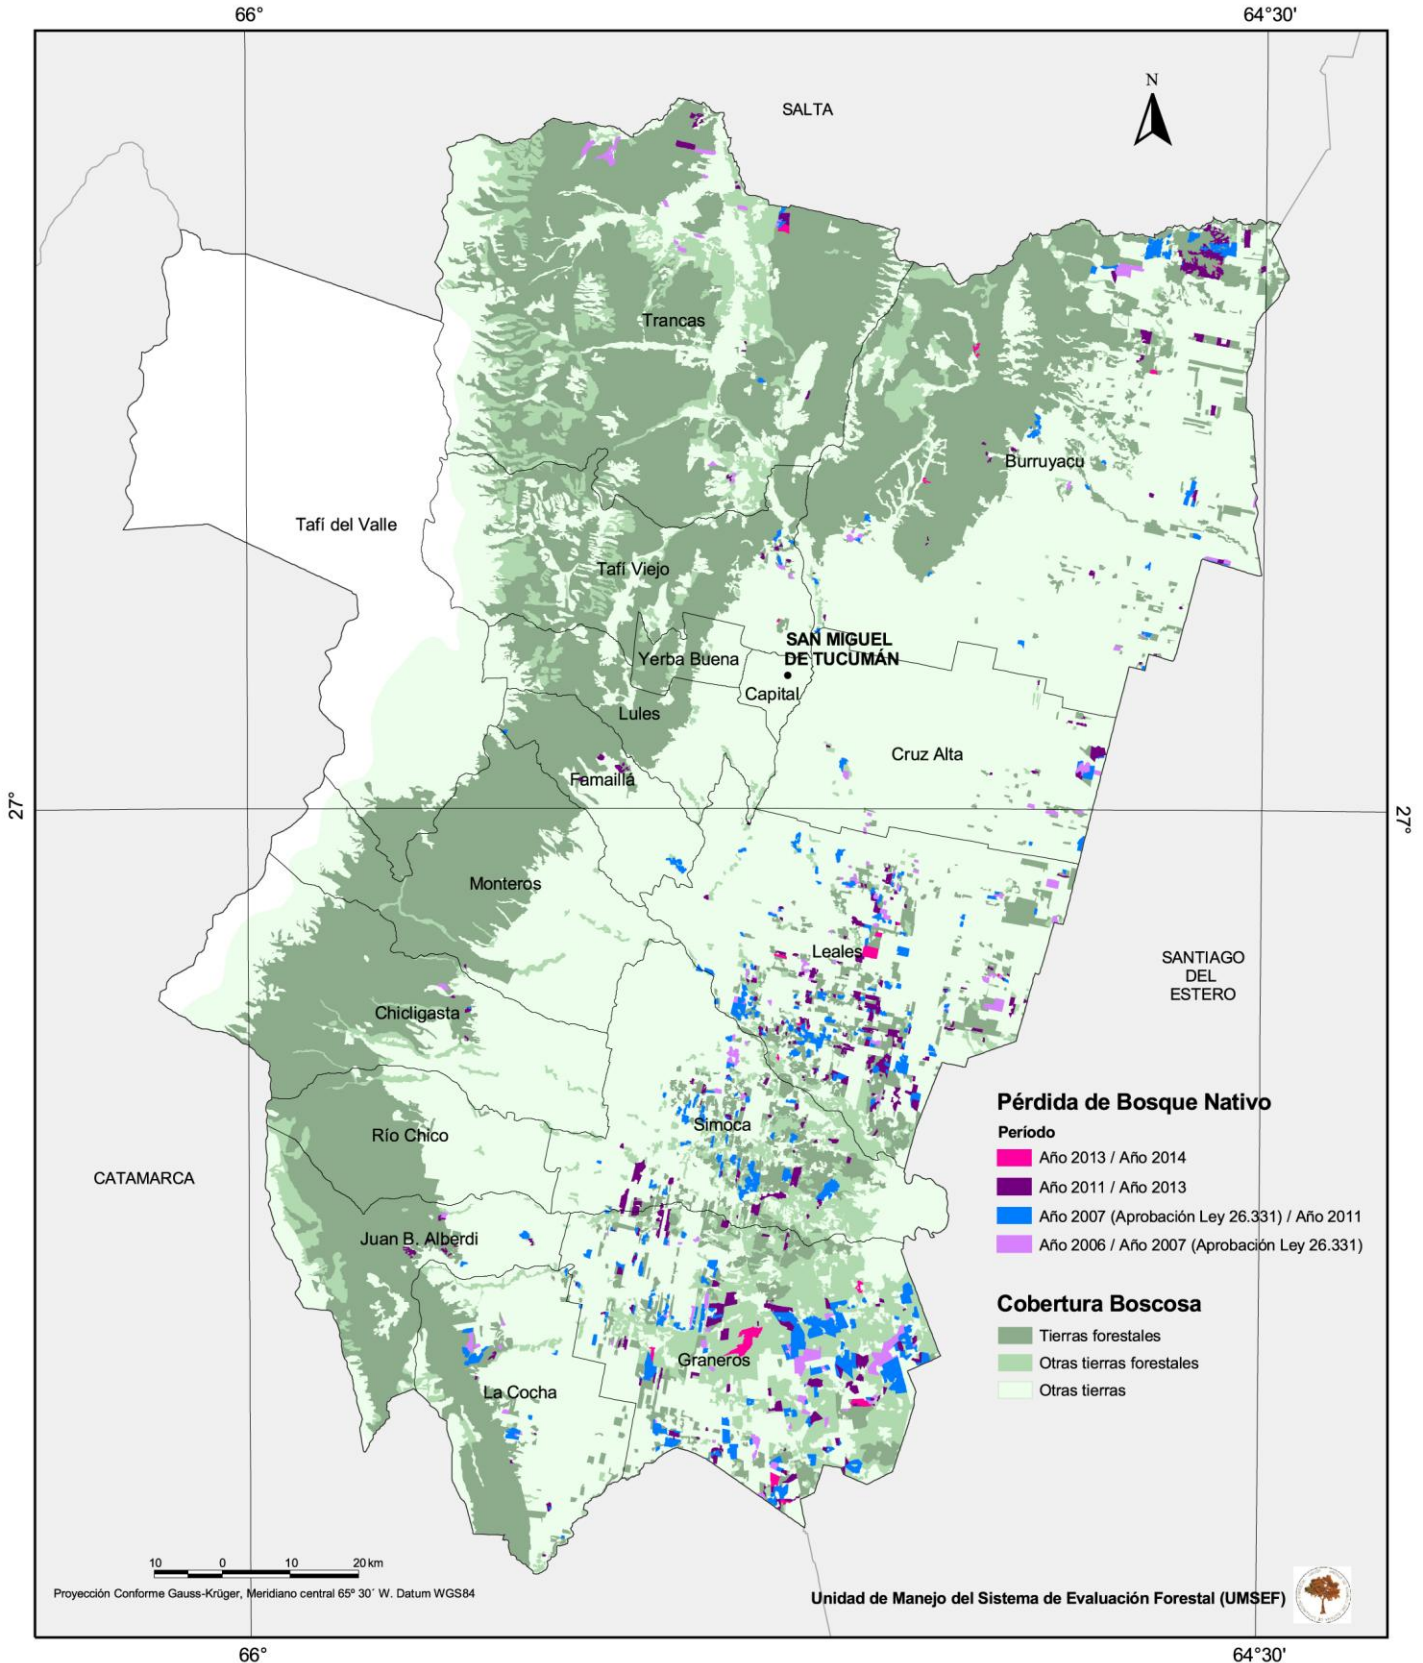 66°
64°30'
N
SALTA
Trancas
Burruyacu
Tafí del Valle
Tafí Viejo
SAN MIGUEL
DE TUCUMÁN
Yerba Buena
Capital
Lules
Cruz Alta
Famaillá
27°
27°
Monteros
Leales
SANTIAGO
DEL
ESTERO
Chicligasta
Simoca
Río Chico
CATAMARCA
Juan B. Alberdi
Graneros
La Cocha
Pérdida de Bosque Nativo
Período
Año 2013 / Año 2014
Año 2011 / Año 2013
Año 2007 (Aprobación Ley 26.331) / Año 2011
Año 2006 / Año 2007 (Aprobación Ley 26.331)
Cobertura Boscosa
Tierras forestales
Otras tierras forestales
Otras tierras
10 0 10 20 km
Proyección Conforme Gauss-Krüger, Meridiano central 65º 30´ W. Datum WGS84
Unidad de Manejo del Sistema de Evaluación Forestal (UMSEF)
66°
64°30'